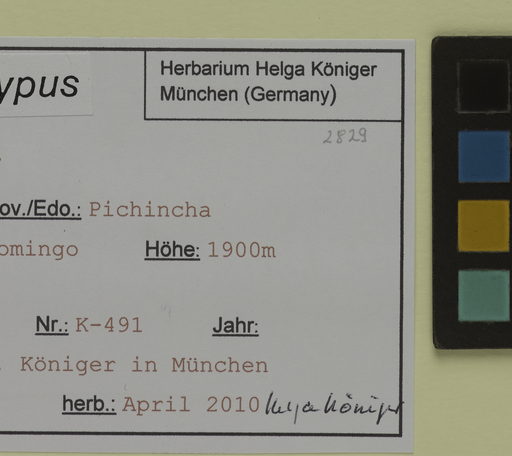 ypus
Herbarium Helga Königer
München (Germany)
2829
ov./Edo.: Pichincha
omingo Höhe: 1900m
Nr.: K-491 Jahr:
. Königer in München
herb.: April 2010 Helga Königer